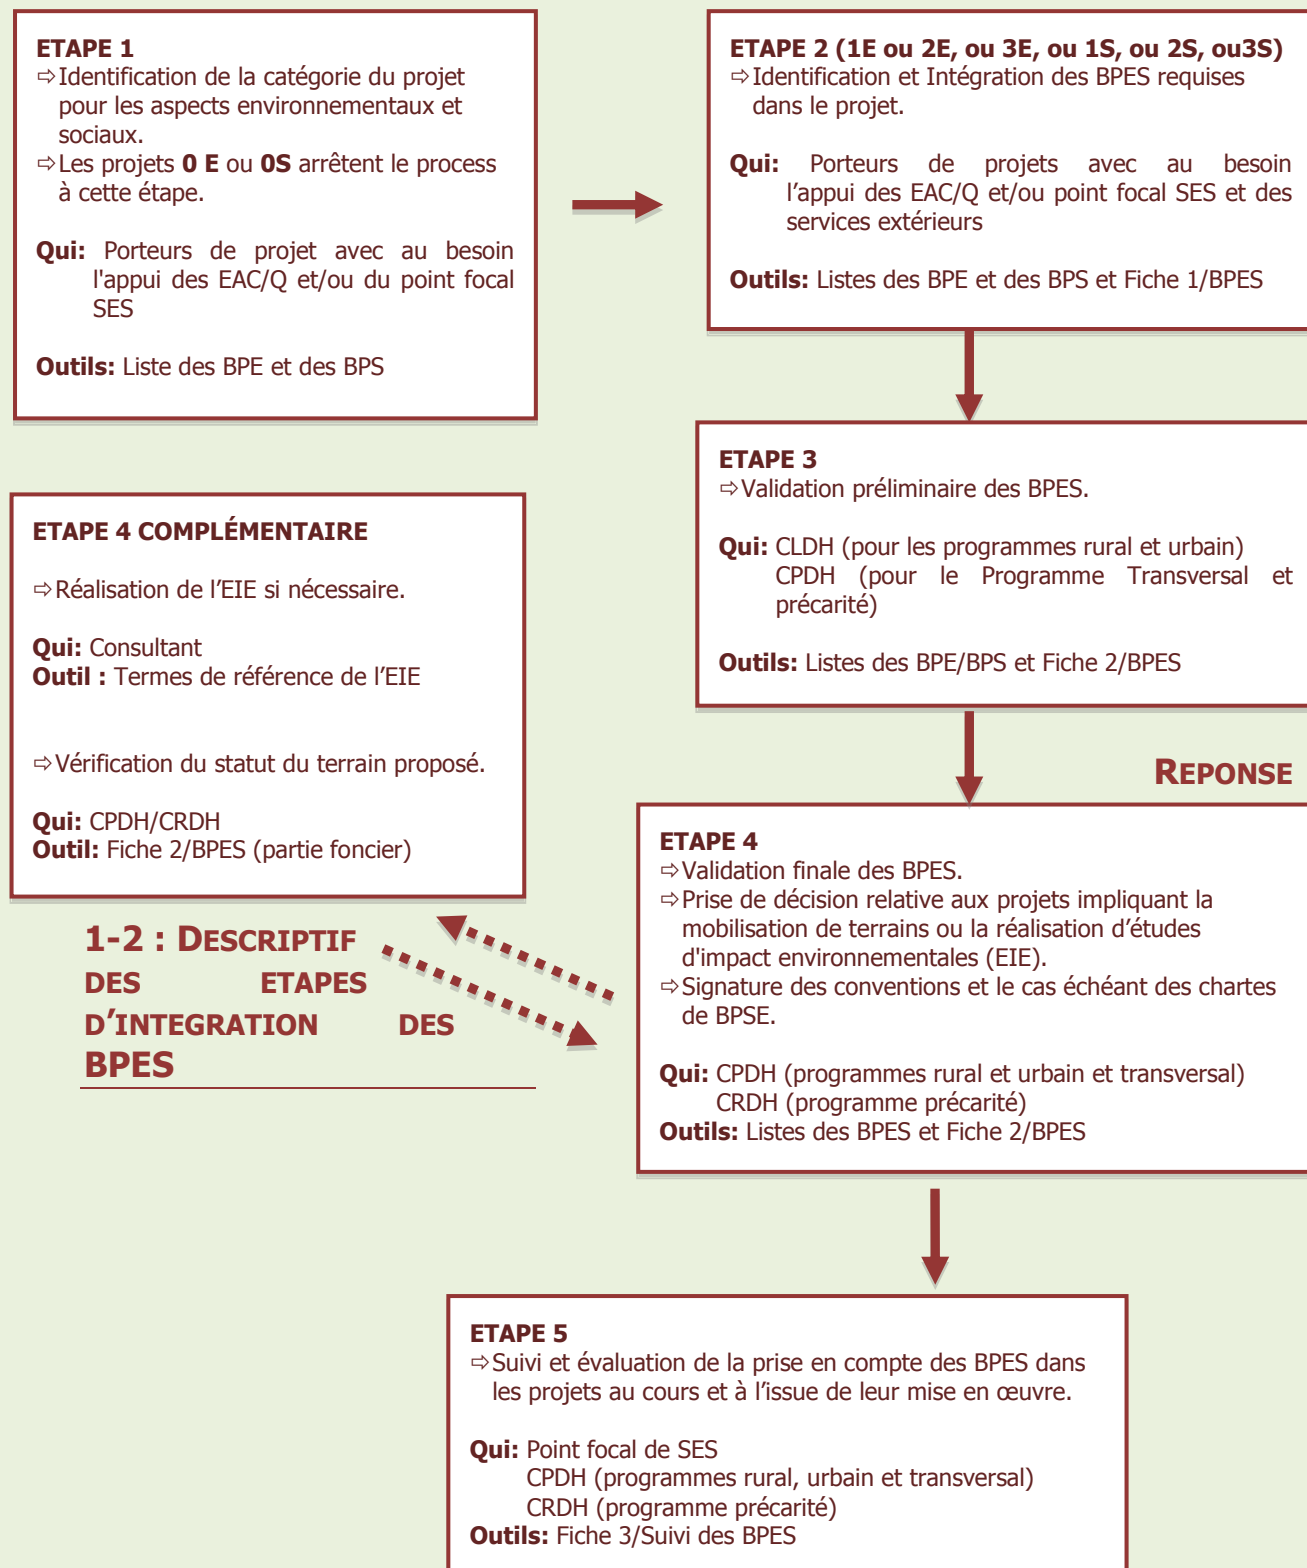 ETAPE 1
⇨Identification de la catégorie du projet
pour les aspects environnementaux et
sociaux.
⇨Les projets 0 E ou 0S arrêtent le process
à cette étape.
Qui: Porteurs de projet avec au besoin
l'appui des EAC/Q et/ou du point focal
SES
Outils: Liste des BPE et des BPS
ETAPE 2 (1E ou 2E, ou 3E, ou 1S, ou 2S, ou3S)
⇨Identification et Intégration des BPES requises
dans le projet.
Qui: Porteurs de projets avec au besoin
l’appui des EAC/Q et/ou point focal SES et des
services extérieurs
Outils: Listes des BPE et des BPS et Fiche 1/BPES
ETAPE 3
⇨Validation préliminaire des BPES.
Qui: CLDH (pour les programmes rural et urbain)
CPDH (pour le Programme Transversal et
précarité)
Outils: Listes des BPE/BPS et Fiche 2/BPES
ETAPE 4 COMPLÉMENTAIRE
⇨Réalisation de l’EIE si nécessaire.
Qui: Consultant
Outil : Termes de référence de l’EIE
⇨Vérification du statut du terrain proposé.
Qui: CPDH/CRDH
Outil: Fiche 2/BPES (partie foncier)
REPONSE
ETAPE 4
⇨Validation finale des BPES.
⇨Prise de décision relative aux projets impliquant la
mobilisation de terrains ou la réalisation d’études
d'impact environnementales (EIE).
⇨Signature des conventions et le cas échéant des chartes
de BPSE.
Qui: CPDH (programmes rural et urbain et transversal)
CRDH (programme précarité)
Outils: Listes des BPES et Fiche 2/BPES
1-2 : DESCRIPTIF
DES ETAPES
D’INTEGRATION DES
BPES
ETAPE 5
⇨Suivi et évaluation de la prise en compte des BPES dans
les projets au cours et à l’issue de leur mise en œuvre.
Qui: Point focal de SES
CPDH (programmes rural, urbain et transversal)
CRDH (programme précarité)
Outils: Fiche 3/Suivi des BPES